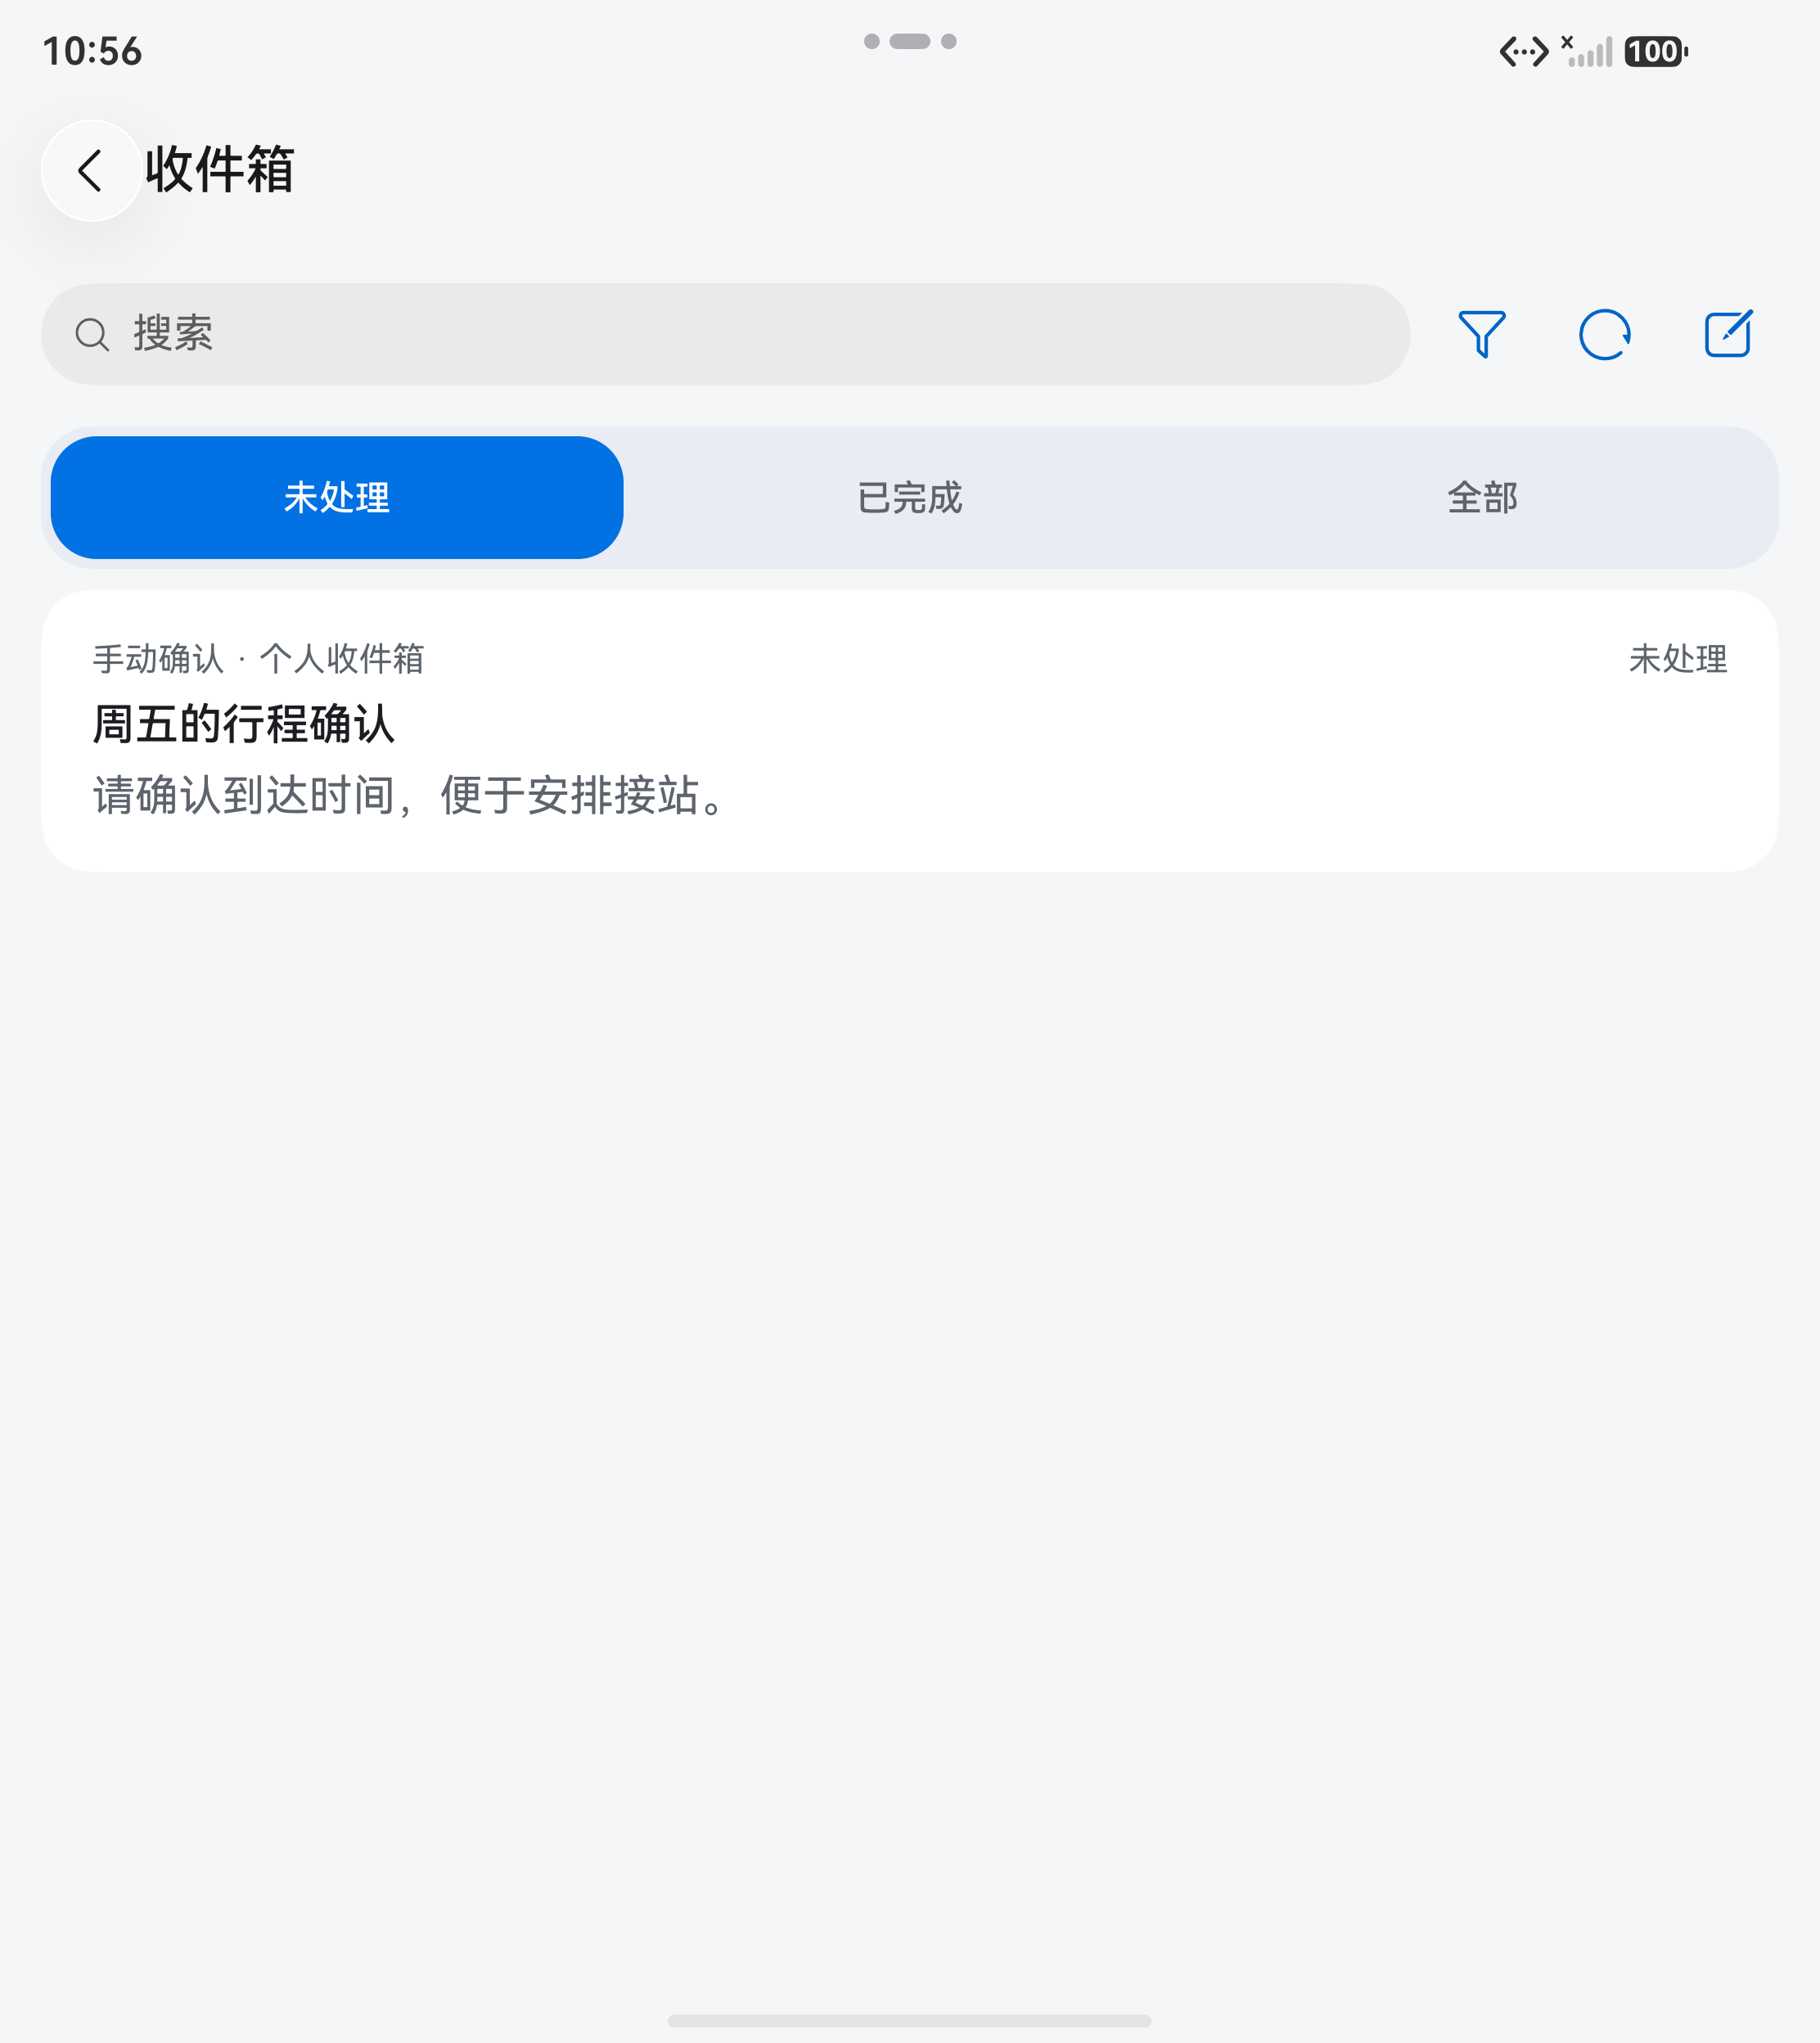 10:56
100
收件箱
搜索
未处理
已完成
全部
手动确认 · 个人收件箱
未处理
周五的行程确认
请确认到达时间，便于安排接站。